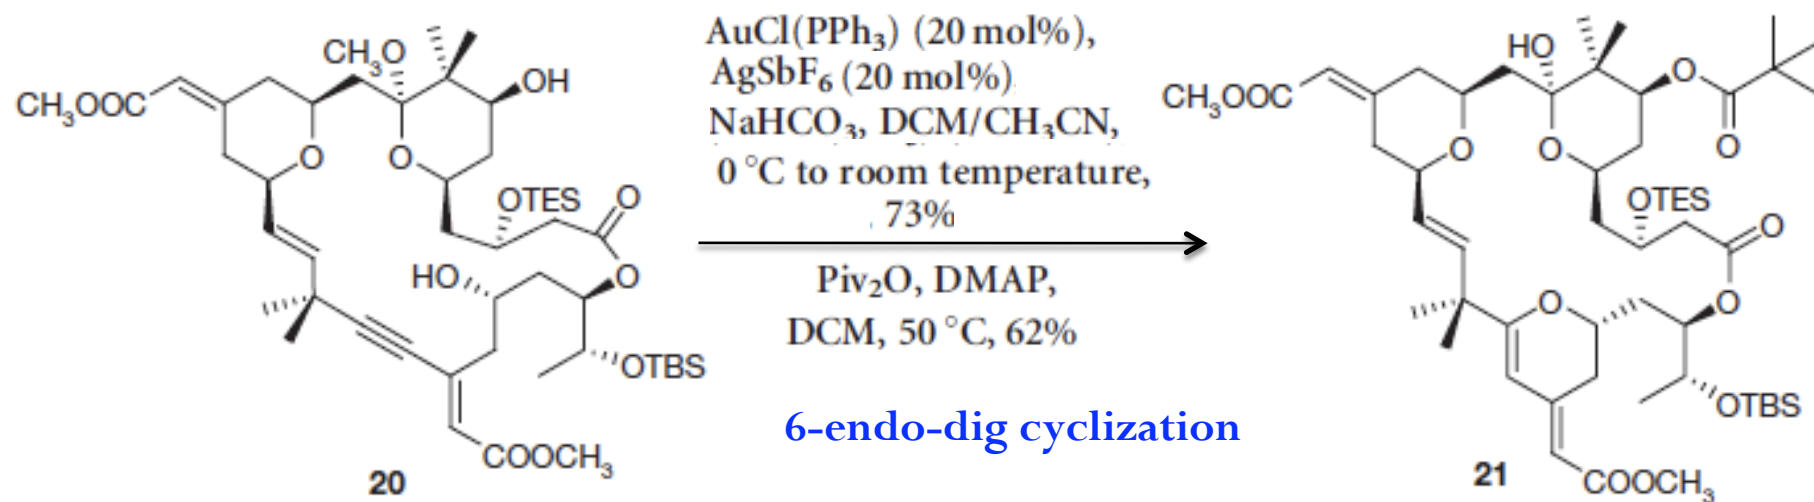 AuCl(PPh₃) (20 mol%),
AgSbF₆ (20 mol%)
NaHCO₃, DCM/CH₃CN,
0 °C to room temperature,
73%
Piv₂O, DMAP,
DCM, 50 °C, 62%
6-endo-dig cyclization
CH₃O
OH
CH₃OOC
O
O
OTES
O
HO
O
OTBS
COOCH₃
20
HO
O
CH₃OOC
O
O
O
OTES
O
O
O
OTBS
COOCH₃
21